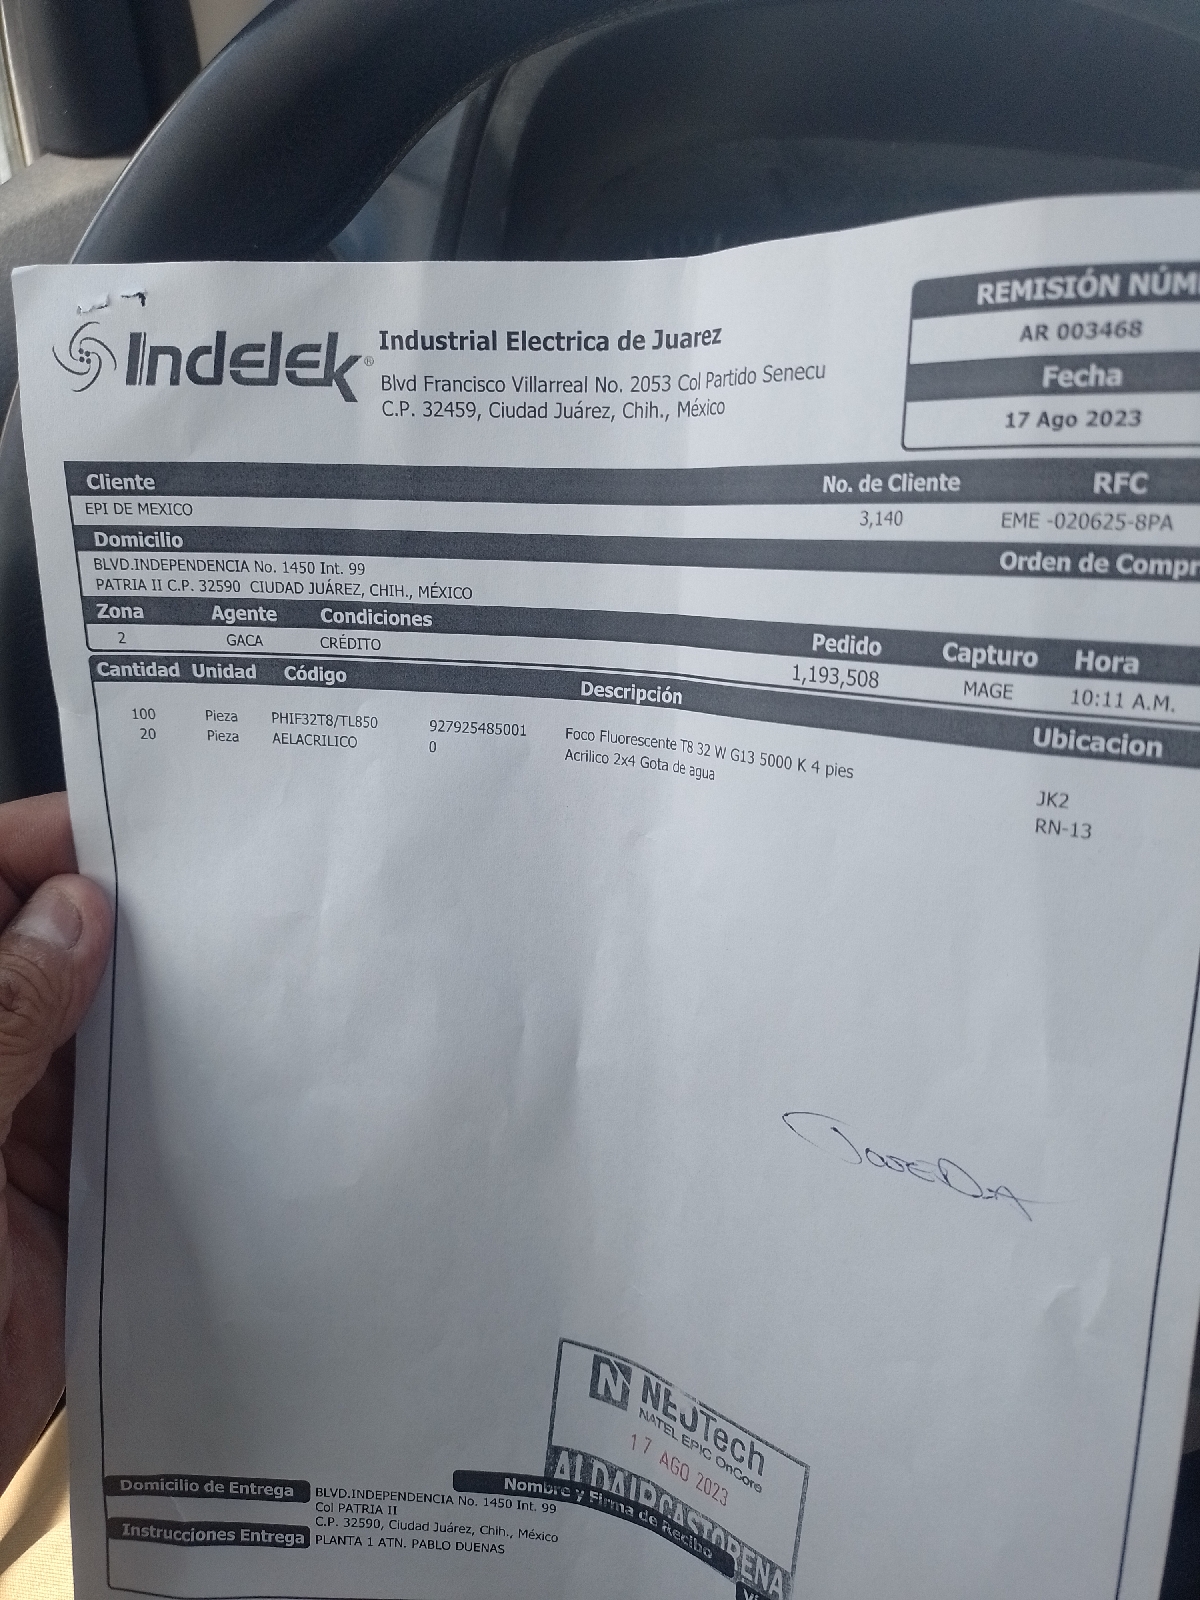 Indelek®
Industrial Electrica de Juarez
Blvd Francisco Villarreal No. 2053 Col Partido Senecu
C.P. 32459, Ciudad Juárez, Chih., México
REMISIÓN NÚM
AR 003468
Fecha
17 Ago 2023
Cliente No. de Cliente RFC
EPI DE MEXICO 3,140 EME -020625-8PA
Domicilio Orden de Compr
BLVD.INDEPENDENCIA No. 1450 Int. 99
PATRIA II C.P. 32590 CIUDAD JUÁREZ, CHIH., MÉXICO
Zona Agente Condiciones Pedido Capturo Hora
2 GACA CRÉDITO 1,193,508 MAGE 10:11 A.M.
Cantidad Unidad Código Descripción Ubicacion
100 Pieza PHIF32T8/TL850 927925485001 Foco Fluorescente T8 32 W G13 5000 K 4 pies JK2
20 Pieza AELACRILICO 0 Acrilico 2x4 Gota de agua RN-13
N NEOTech
NATEL EPIC OnCore
17 AGO 2023
ALDAIR CASTORENA
Domicilio de Entrega BLVD.INDEPENDENCIA No. 1450 Int. 99
Col PATRIA II
C.P. 32590, Ciudad Juárez, Chih., México
Instrucciones Entrega PLANTA 1 ATN. PABLO DUENAS
Nombre y Firma de Recibo